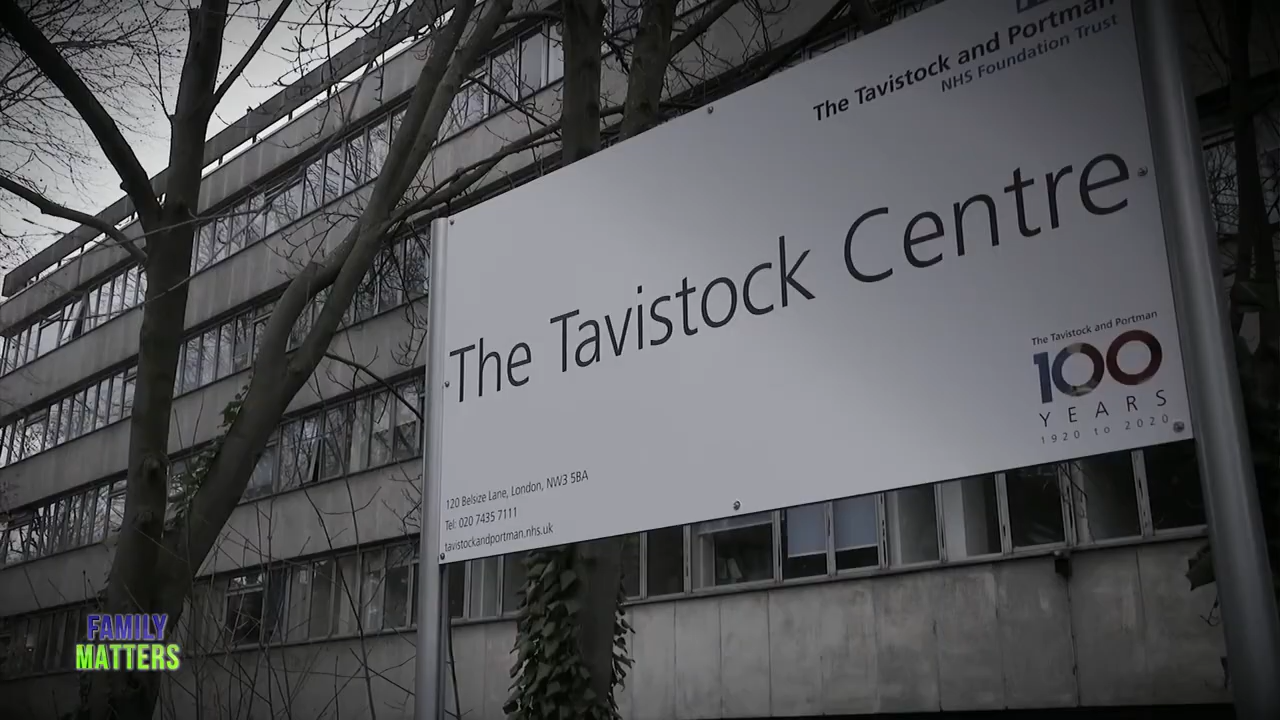 The Tavistock and Portman
NHS Foundation Trust
The Tavistock Centre
The Tavistock and Portman
100
YEARS
1920 to 2020
120 Belsize Lane, London, NW3 5BA
Tel: 020 7435 7111
tavistockandportman.nhs.uk
FAMILY
MATTERS